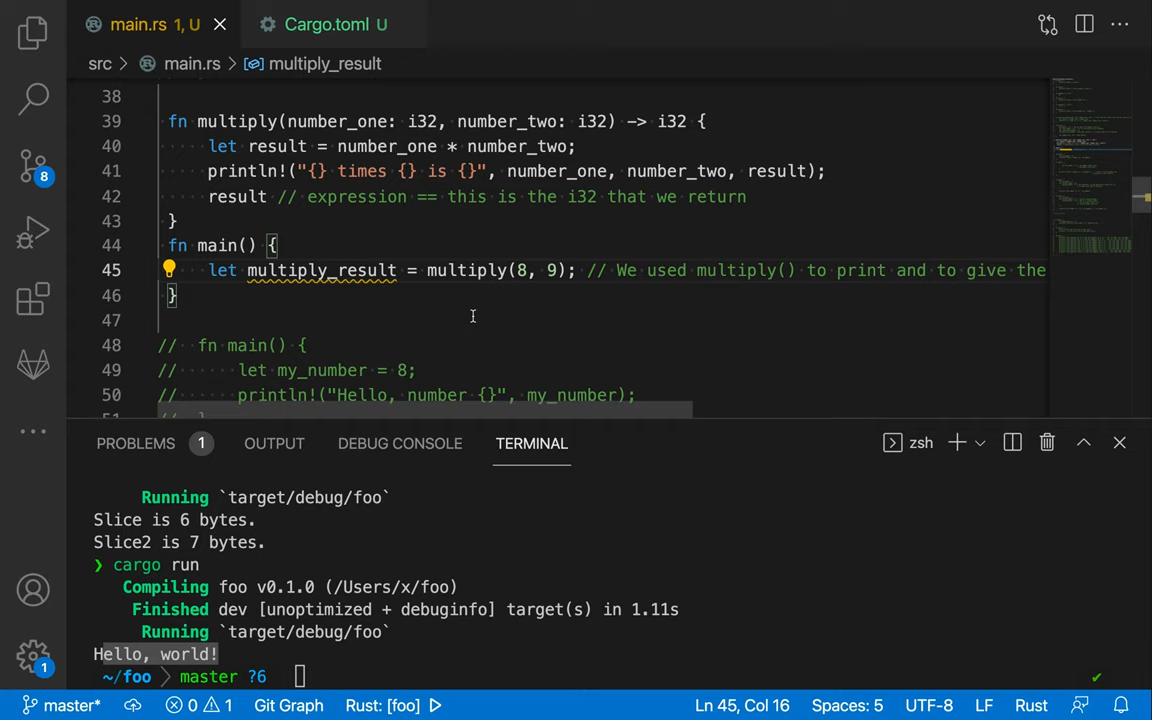 main.rs 1, U
Cargo.toml U
src > main.rs > multiply_result
38
39 fn multiply(number_one: i32, number_two: i32) -> i32 {
40 let result = number_one * number_two;
41 println!("{} times {} is {}", number_one, number_two, result);
42 result // expression == this is the i32 that we return
43 }
44 fn main() {
45 let multiply_result = multiply(8, 9); // We used multiply() to print and to give the
46 }
47
48 // fn main() {
49 // let my_number = 8;
50 // println!("Hello, number {}", my_number);
8
PROBLEMS 1 OUTPUT DEBUG CONSOLE TERMINAL zsh
Running `target/debug/foo`
Slice is 6 bytes.
Slice2 is 7 bytes.
❯ cargo run
Compiling foo v0.1.0 (/Users/x/foo)
Finished dev [unoptimized + debuginfo] target(s) in 1.11s
Running `target/debug/foo`
Hello, world!
~/foo master ?6
1
master* 0 1 Git Graph Rust: [foo] Ln 45, Col 16 Spaces: 5 UTF-8 LF Rust